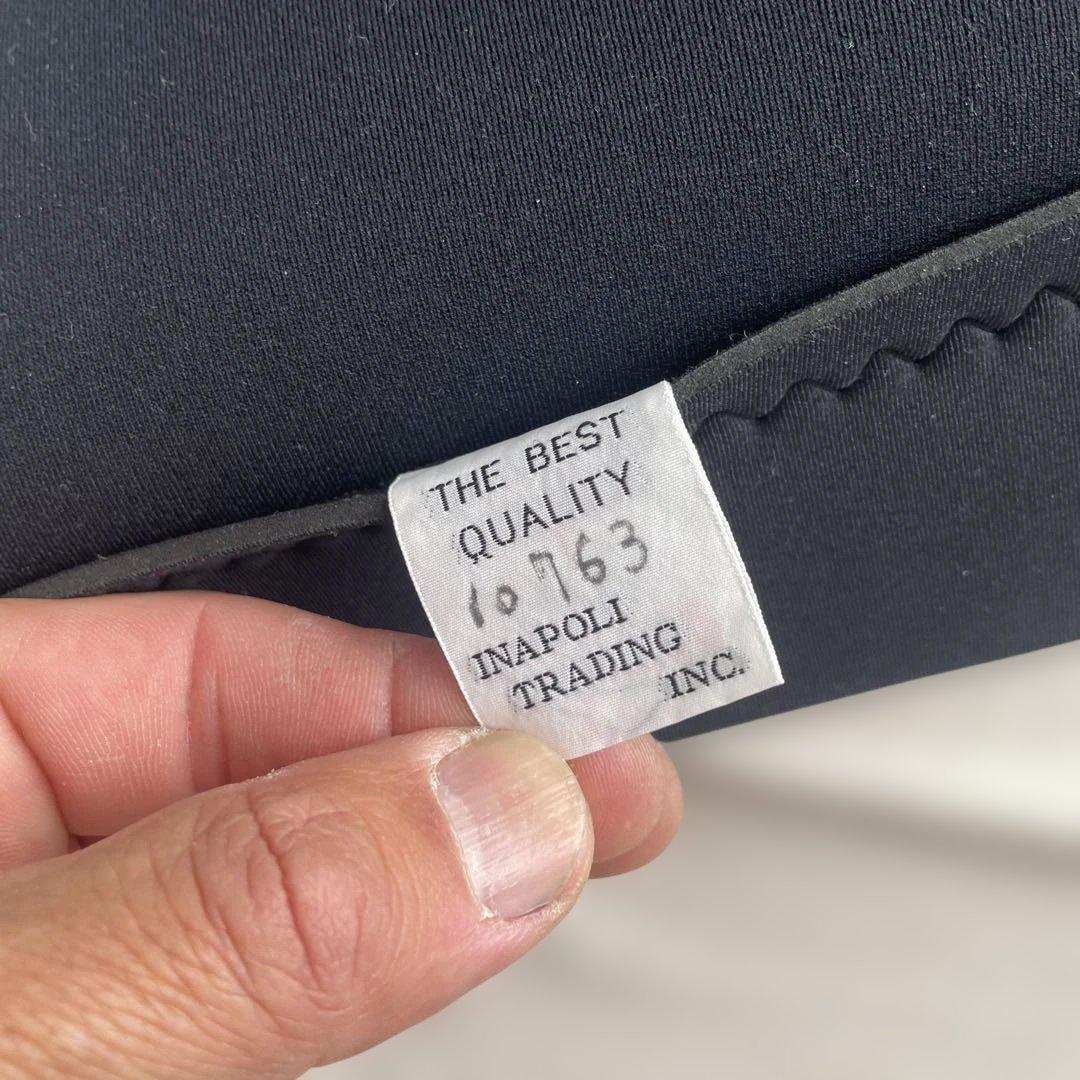 THE BEST
QUALITY
10763
INAPOLI
TRADING
INC.